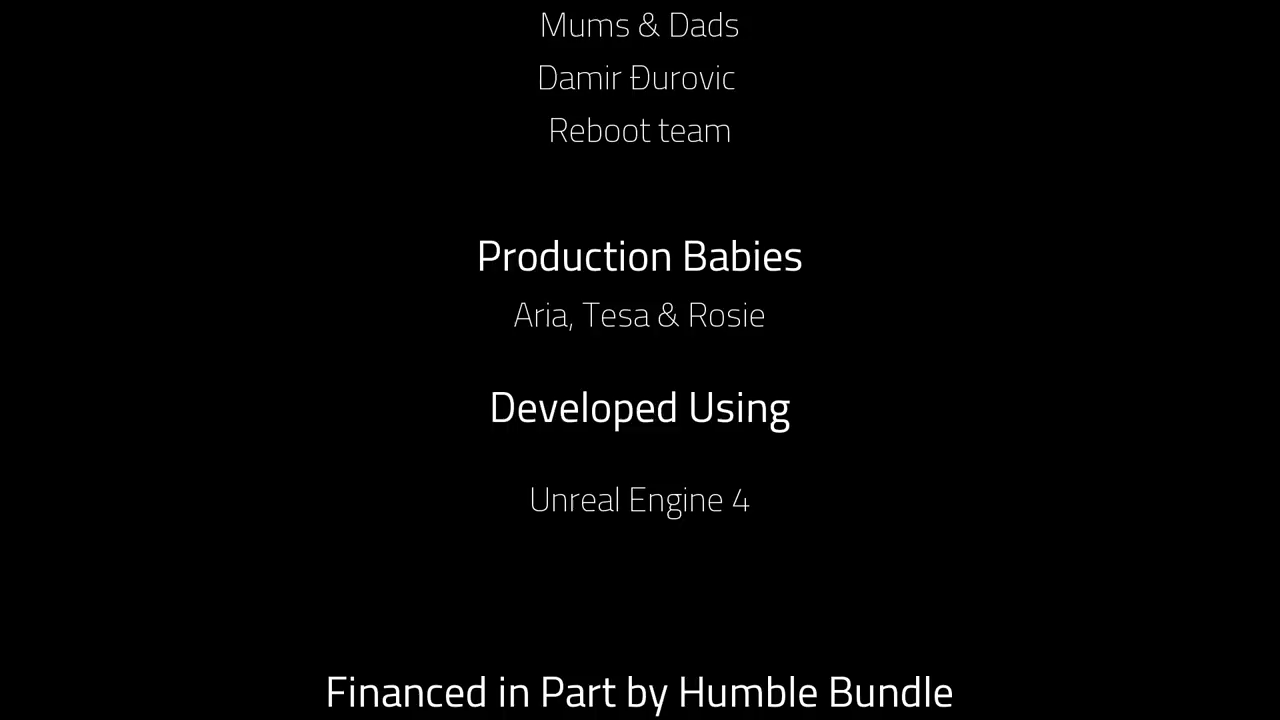 Mums & Dads
Damir Đurovic
Reboot team
Production Babies
Aria, Tesa & Rosie
Developed Using
Unreal Engine 4
Financed in Part by Humble Bundle